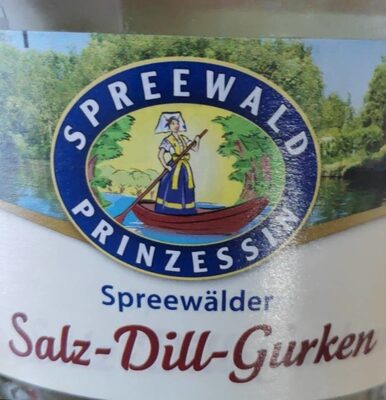 SPREEWALD
PRINZESSIN
Spreewälder
Salz-Dill-Gurken